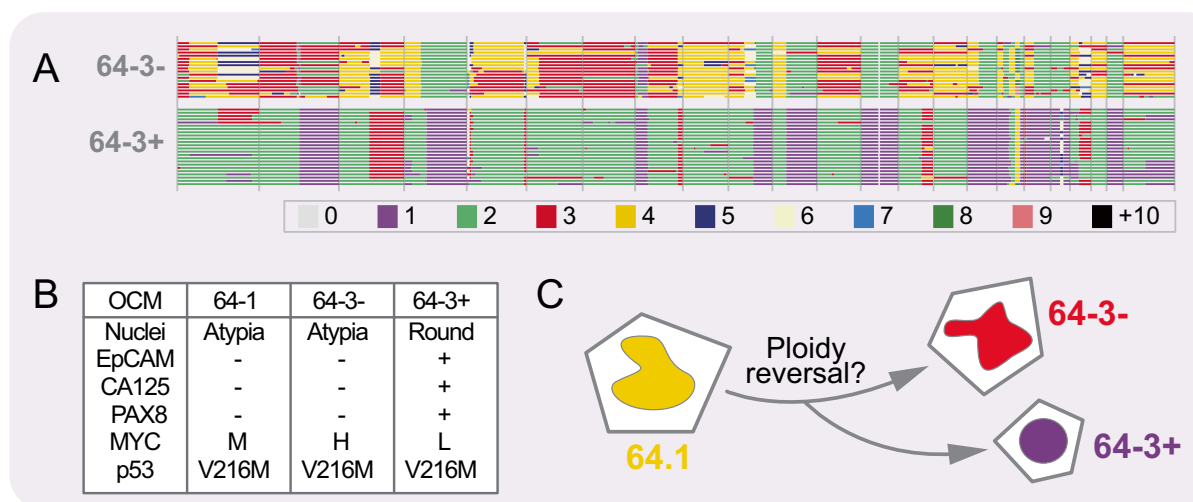 A
64-3-
64-3+
0 1 2 3 4 5 6 7 8 9 +10
B
OCM 64-1 64-3- 64-3+
Nuclei Atypia Atypia Round
EpCAM - - +
CA125 - - +
PAX8 - - +
MYC M H L
p53 V216M V216M V216M
C
Ploidy
reversal?
64.1
64-3-
64-3+